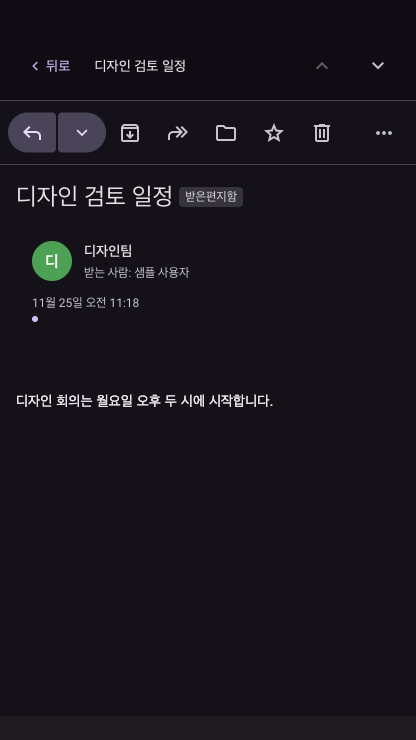 뒤로 디자인 검토 일정
디자인 검토 일정 받은편지함
디 디자인팀
받는 사람: 샘플 사용자
11월 25일 오전 11:18
디자인 회의는 월요일 오후 두 시에 시작합니다.